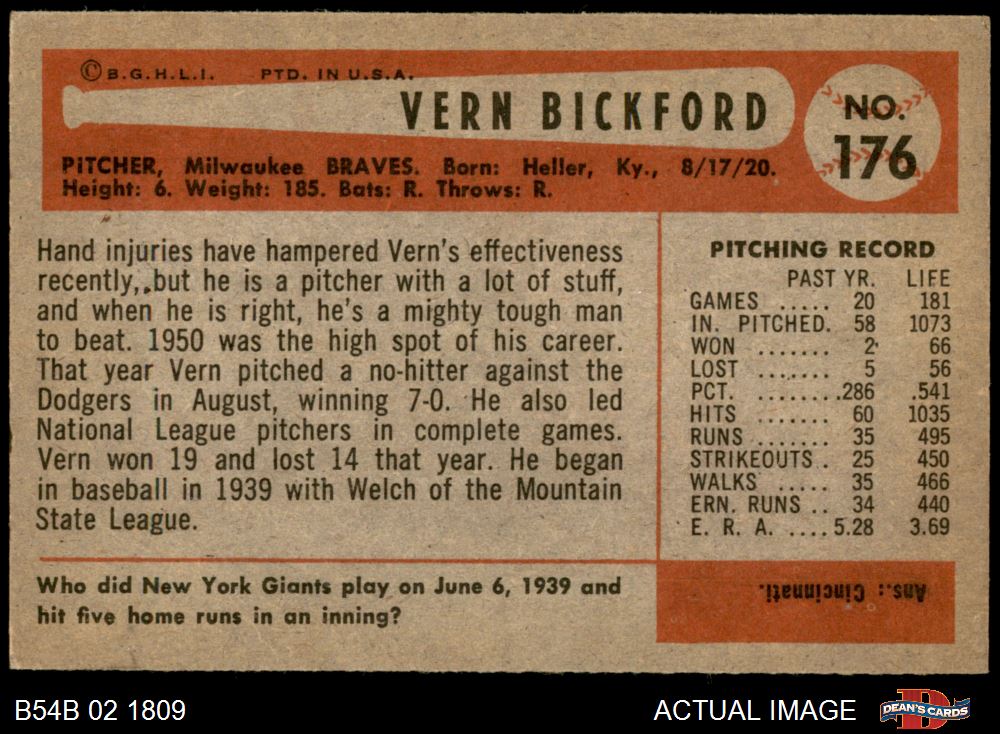 ©B.G.H.L.I. PTD. IN U.S.A.
VERN BICKFORD
NO.
176
PITCHER, Milwaukee BRAVES. Born: Heller, Ky., 8/17/20.
Height: 6. Weight: 185. Bats: R. Throws: R.
Hand injuries have hampered Vern's effectiveness
recently, but he is a pitcher with a lot of stuff,
and when he is right, he's a mighty tough man
to beat. 1950 was the high spot of his career.
That year Vern pitched a no-hitter against the
Dodgers in August, winning 7-0. He also led
National League pitchers in complete games.
Vern won 19 and lost 14 that year. He began
in baseball in 1939 with Welch of the Mountain
State League.
PITCHING RECORD
PAST YR. LIFE
GAMES ..... 20 181
IN. PITCHED. 58 1073
WON ....... 2 66
LOST ....... 5 56
PCT. ........ .286 .541
HITS ....... 60 1035
RUNS ....... 35 495
STRIKEOUTS . 25 450
WALKS ..... 35 466
ERN. RUNS .. 34 440
E. R. A. .... 5.28 3.69
Who did New York Giants play on June 6, 1939 and
hit five home runs in an inning?
Ans.: Cincinnati.
B54B 02 1809
ACTUAL IMAGE
D
DEAN'S CARDS